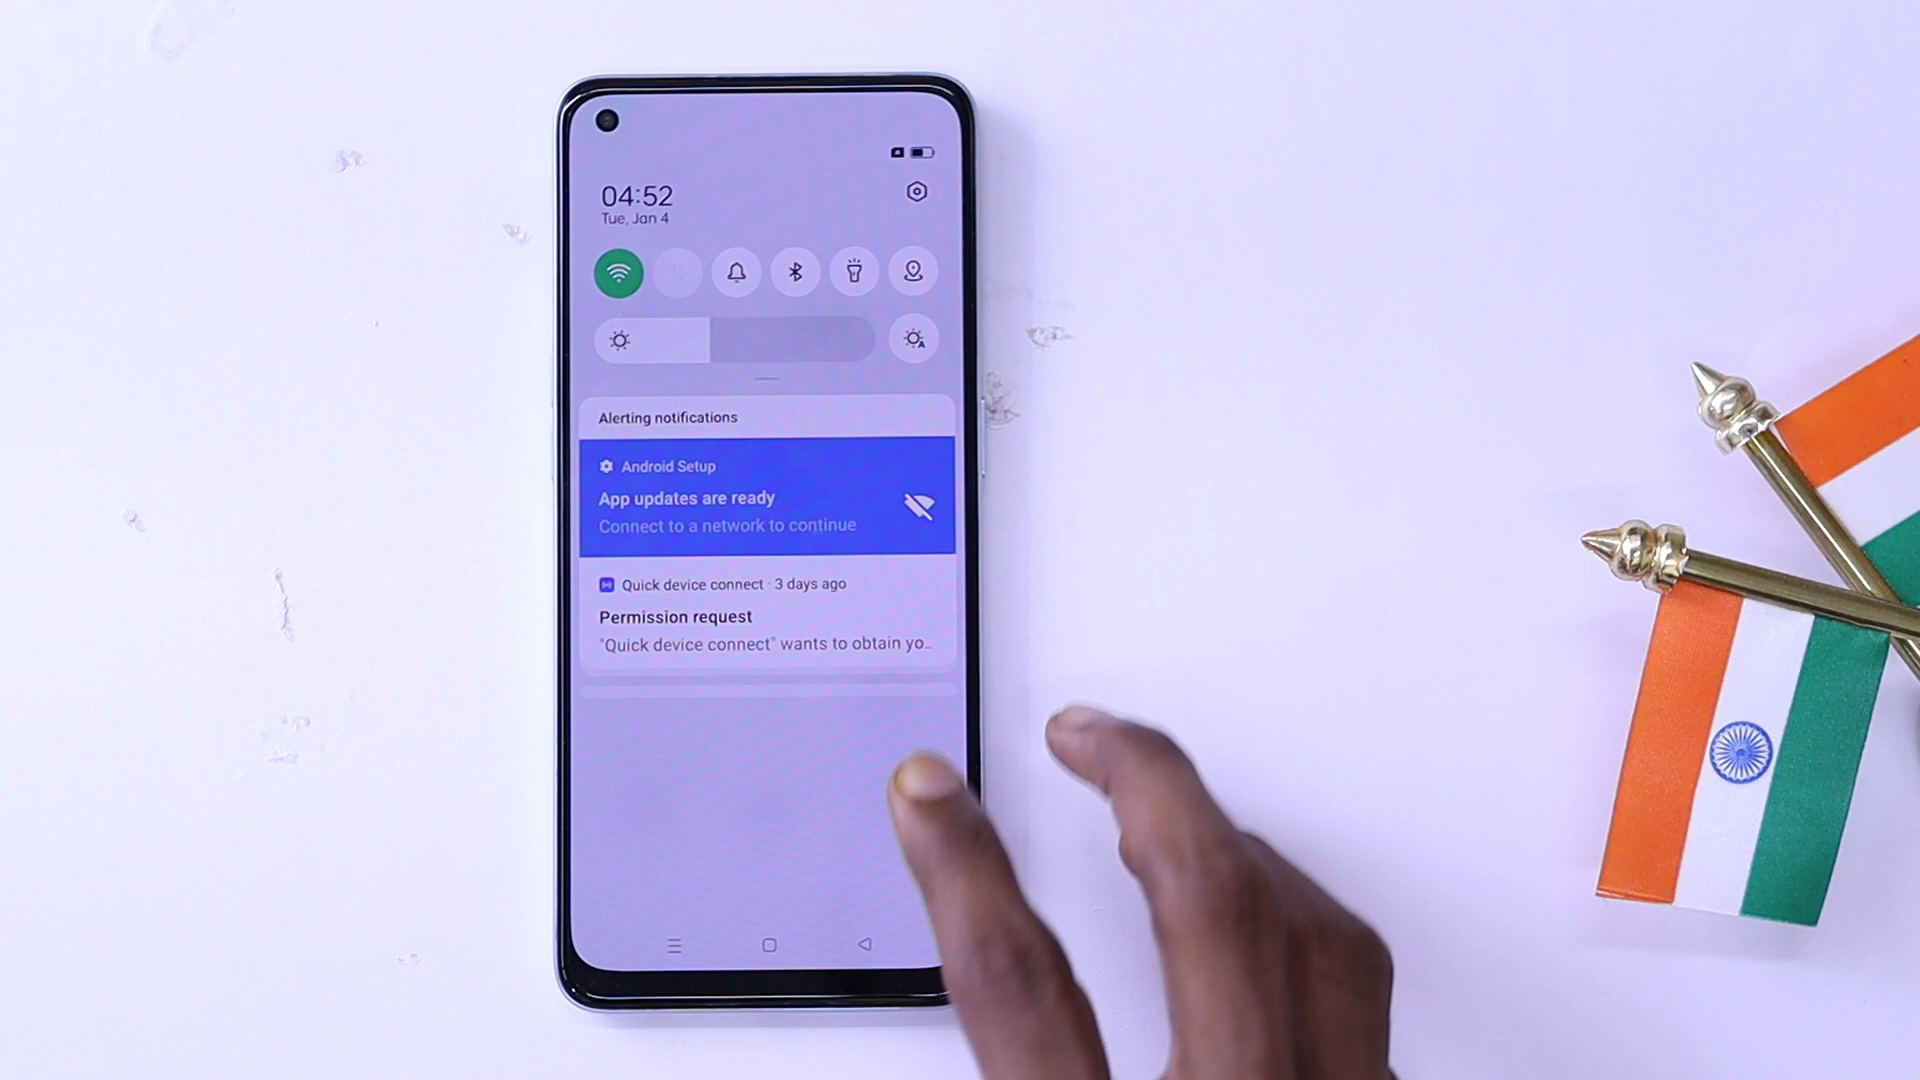 04:52
Tue, Jan 4
Alerting notifications
Android Setup
App updates are ready
Connect to a network to continue
Quick device connect · 3 days ago
Permission request
"Quick device connect" wants to obtain yo..